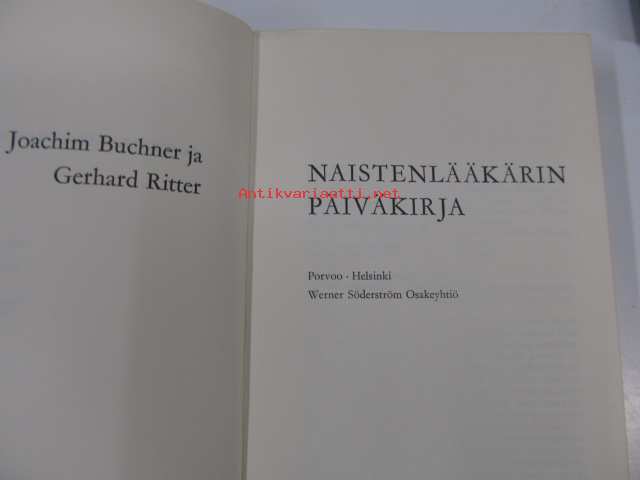 Joachim Buchner ja
Gerhard Ritter
NAISTENLÄÄKÄRIN
PÄIVÄKIRJA
Antikvariaatti.net
Porvoo · Helsinki
Werner Söderström Osakeyhtiö